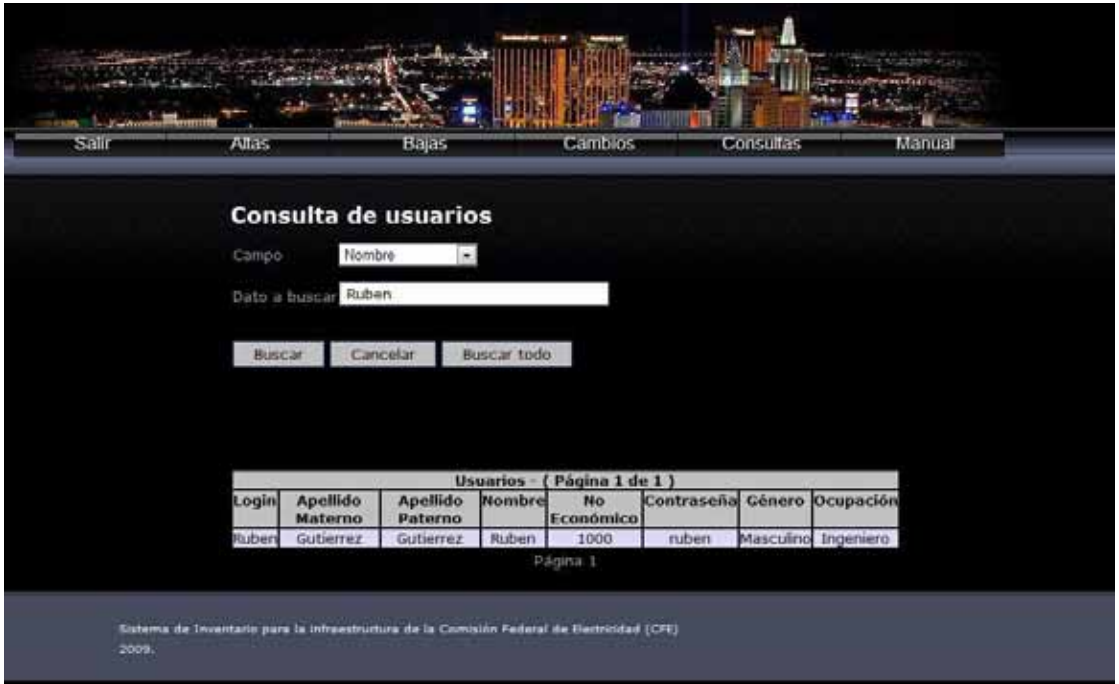 Salir Altas Bajas Cambios Consultas Manual
Consulta de usuarios
Campo Nombre
Dato a buscar Ruben
Buscar Cancelar Buscar todo
Usuarios - ( Página 1 de 1 )
Login Apellido Materno Apellido Paterno Nombre No Económico Contraseña Género Ocupación
Ruben Gutierrez Gutierrez Ruben 1000 ruben Masculino Ingeniero
Página 1
Sistema de Inventario para la infraestructura de la Comisión Federal de Electricidad (CFE)
2009.